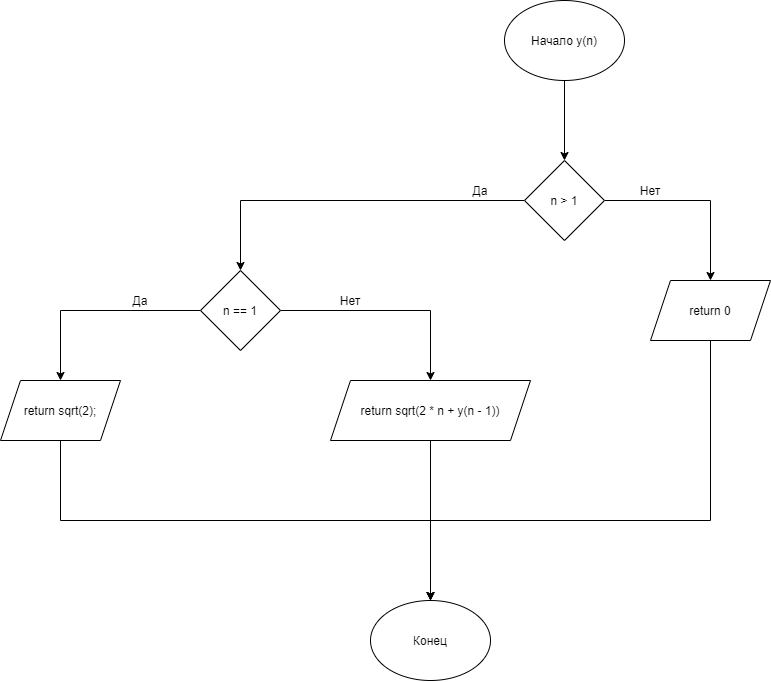 Начало y(n)
Да
n > 1
Нет
Да
n == 1
Нет
return 0
return sqrt(2);
return sqrt(2 * n + y(n - 1))
Конец